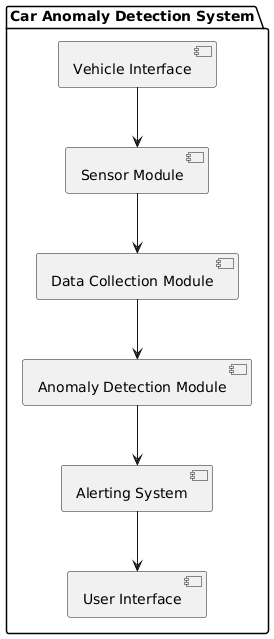 Car Anomaly Detection System
Vehicle Interface
Sensor Module
Data Collection Module
Anomaly Detection Module
Alerting System
User Interface